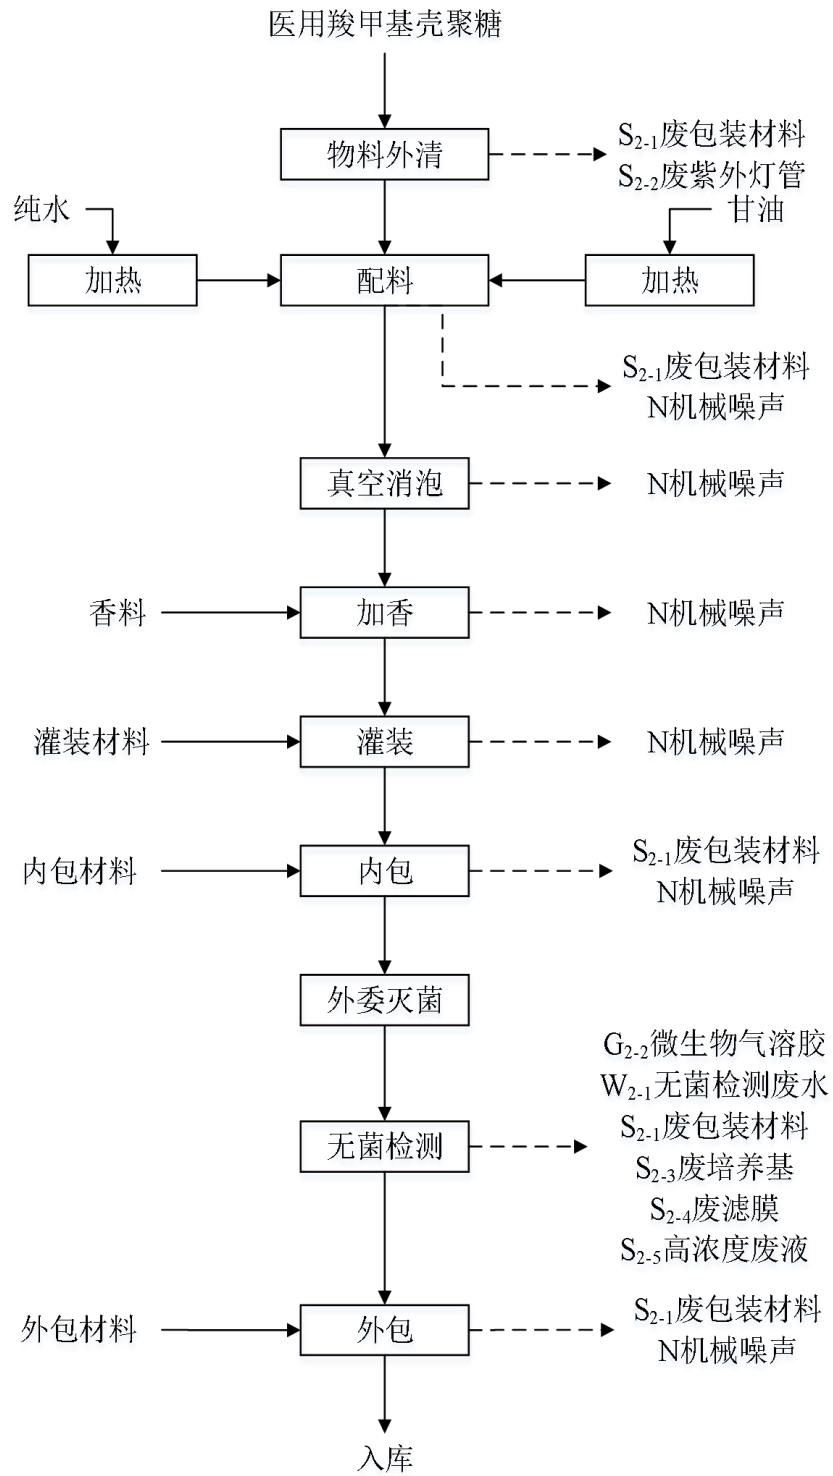 医用羧甲基壳聚糖
物料外清
S2-1废包装材料
S2-2废紫外灯管
纯水
甘油
加热
配料
加热
S2-1废包装材料
N机械噪声
真空消泡
N机械噪声
香料
加香
N机械噪声
灌装材料
灌装
N机械噪声
内包材料
内包
S2-1废包装材料
N机械噪声
外委灭菌
G2-2微生物气溶胶
W2-1无菌检测废水
S2-1废包装材料
无菌检测
S2-3废培养基
S2-4废滤膜
S2-5高浓度废液
外包材料
外包
S2-1废包装材料
N机械噪声
入库